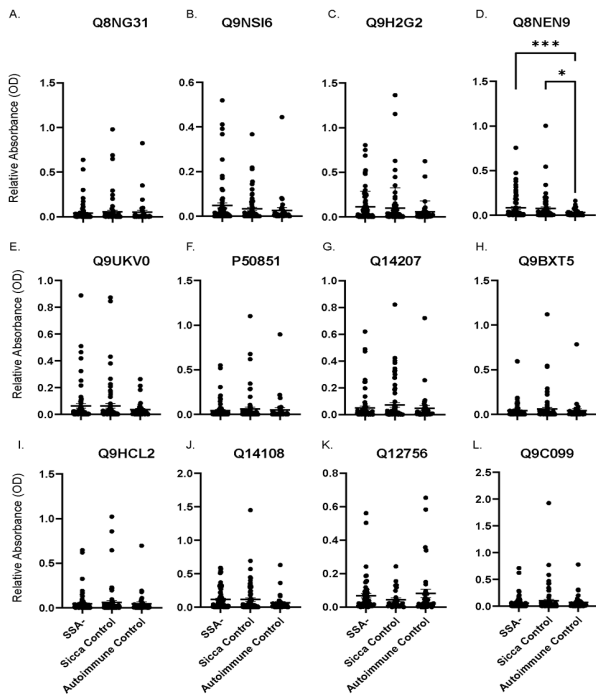 A. Q8NG31 B. Q9NSI6 C. Q9H2G2 D. Q8NEN9
Relative Absorbance (OD)
1.5 1.0 0.5 0.0
0.6 0.4 0.2 0.0
1.5 1.0 0.5 0.0
1.5 1.0 0.5 0.0
***
*
E. Q9UKV0 F. P50851 G. Q14207 H. Q9BXT5
Relative Absorbance (OD)
1.0 0.8 0.6 0.4 0.2 0.0
1.5 1.0 0.5 0.0
1.0 0.8 0.6 0.4 0.2 0.0
1.5 1.0 0.5 0.0
I. Q9HCL2 J. Q14108 K. Q12756 L. Q9C099
Relative Absorbance (OD)
1.5 1.0 0.5 0.0
2.0 1.5 1.0 0.5 0.0
0.8 0.6 0.4 0.2 0.0
2.5 2.0 1.5 1.0 0.5 0.0
SSA- Sicca Control Autoimmune Control
SSA- Sicca Control Autoimmune Control
SSA- Sicca Control Autoimmune Control
SSA- Sicca Control Autoimmune Control